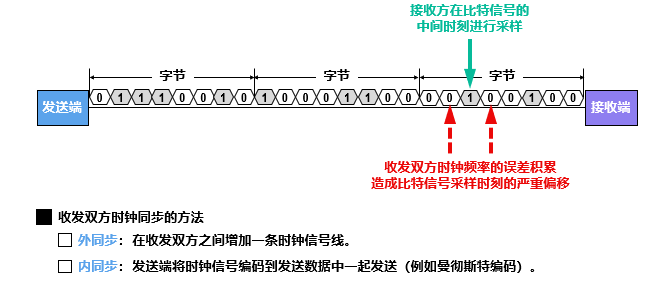 接收方在比特信号的
中间时刻进行采样
字节 字节 字节
发送端 0 1 1 1 0 0 1 0 1 0 0 0 1 1 0 0 0 0 1 0 0 1 0 0 接收端
收发双方时钟频率的误差积累
造成比特信号采样时刻的严重偏移
收发双方时钟同步的方法
外同步：在收发双方之间增加一条时钟信号线。
内同步：发送端将时钟信号编码到发送数据中一起发送（例如曼彻斯特编码）。